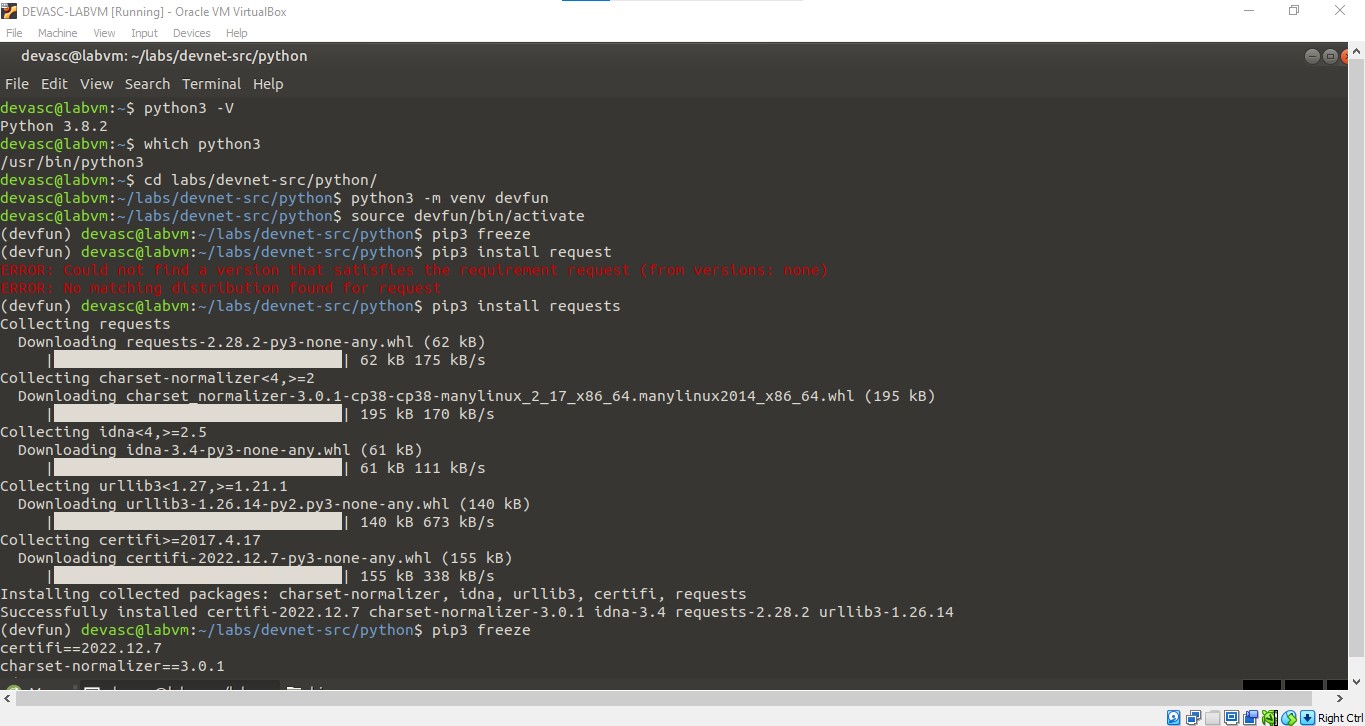 DEVASC-LABVM [Running] - Oracle VM VirtualBox
File Machine View Input Devices Help
devasc@labvm: ~/labs/devnet-src/python
File Edit View Search Terminal Help
devasc@labvm:~$ python3 -V
Python 3.8.2
devasc@labvm:~$ which python3
/usr/bin/python3
devasc@labvm:~$ cd labs/devnet-src/python/
devasc@labvm:~/labs/devnet-src/python$ python3 -m venv devfun
devasc@labvm:~/labs/devnet-src/python$ source devfun/bin/activate
(devfun) devasc@labvm:~/labs/devnet-src/python$ pip3 freeze
(devfun) devasc@labvm:~/labs/devnet-src/python$ pip3 install request
ERROR: Could not find a version that satisfies the requirement request (from versions: none)
ERROR: No matching distribution found for request
(devfun) devasc@labvm:~/labs/devnet-src/python$ pip3 install requests
Collecting requests
  Downloading requests-2.28.2-py3-none-any.whl (62 kB)
     | | 62 kB 175 kB/s
Collecting charset-normalizer<4,>=2
  Downloading charset_normalizer-3.0.1-cp38-cp38-manylinux_2_17_x86_64.manylinux2014_x86_64.whl (195 kB)
     | | 195 kB 170 kB/s
Collecting idna<4,>=2.5
  Downloading idna-3.4-py3-none-any.whl (61 kB)
     | | 61 kB 111 kB/s
Collecting urllib3<1.27,>=1.21.1
  Downloading urllib3-1.26.14-py2.py3-none-any.whl (140 kB)
     | | 140 kB 673 kB/s
Collecting certifi>=2017.4.17
  Downloading certifi-2022.12.7-py3-none-any.whl (155 kB)
     | | 155 kB 338 kB/s
Installing collected packages: charset-normalizer, idna, urllib3, certifi, requests
Successfully installed certifi-2022.12.7 charset-normalizer-3.0.1 idna-3.4 requests-2.28.2 urllib3-1.26.14
(devfun) devasc@labvm:~/labs/devnet-src/python$ pip3 freeze
certifi==2022.12.7
charset-normalizer==3.0.1
Right Ctrl